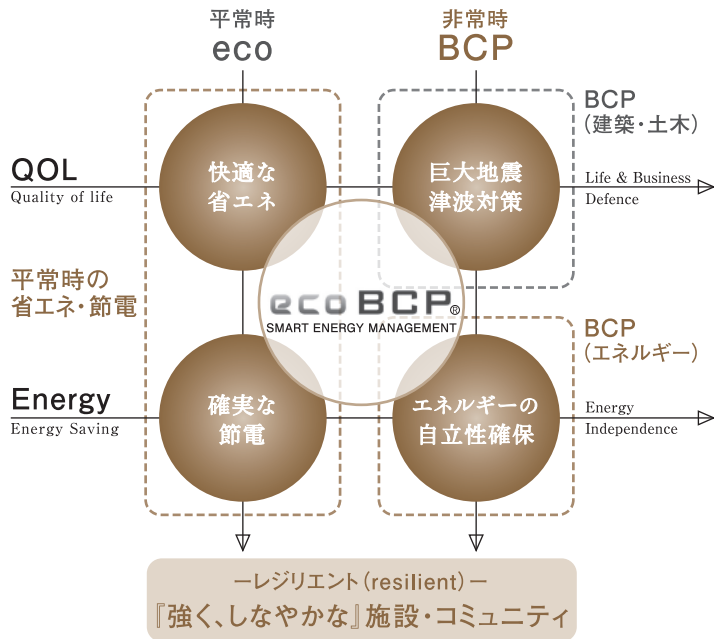 平常時
eco
非常時
BCP
BCP
(建築・土木)
QOL
Quality of life
快適な
省エネ
巨大地震
津波対策
Life & Business
Defence
平常時の
省エネ・節電
eco BCP®
SMART ENERGY MANAGEMENT
BCP
(エネルギー)
Energy
Energy Saving
確実な
節電
エネルギーの
自立性確保
Energy
Independence
ーレジリエント(resilient)ー
『強く、しなやかな』施設・コミュニティ